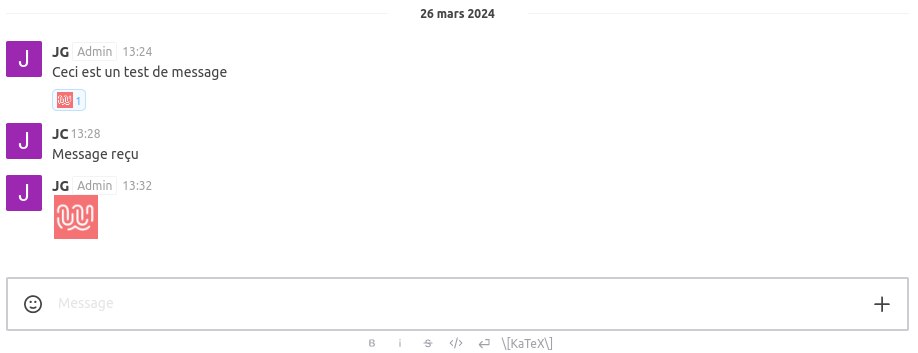 26 mars 2024
J
JG Admin 13:24
Ceci est un test de message
1
J
JC 13:28
Message reçu
J
JG Admin 13:32
Message
B i S </> \[KaTeX\]